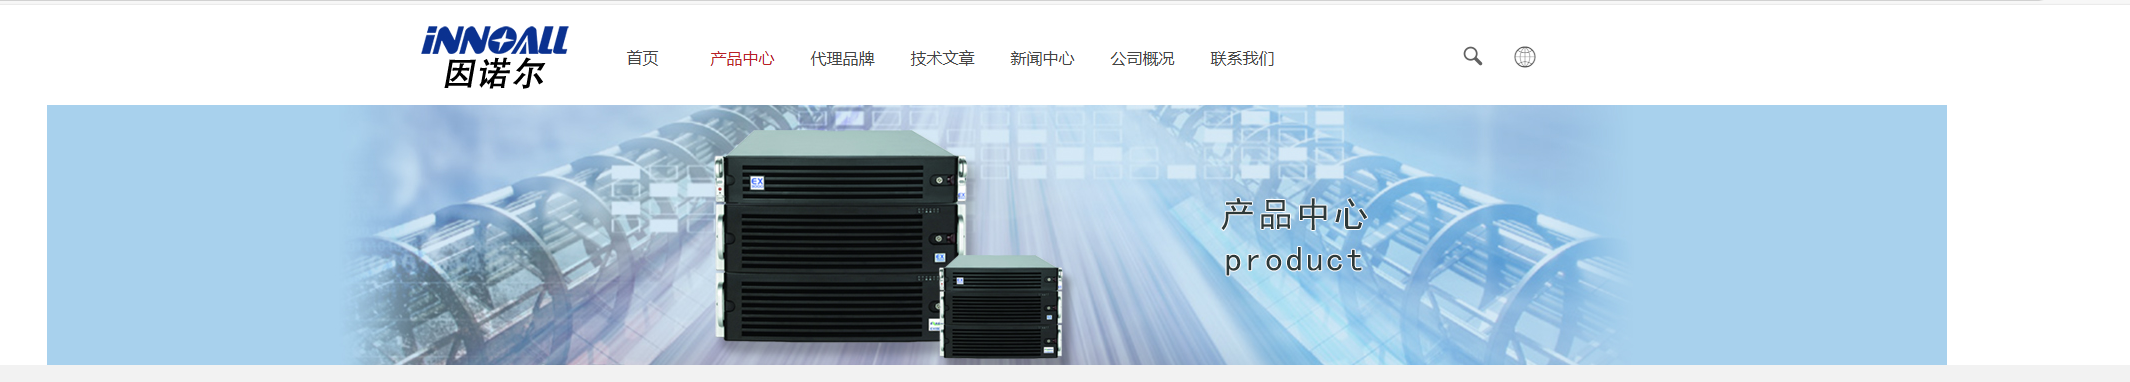 iNNOALL
因诺尔
首页 产品中心 代理品牌 技术文章 新闻中心 公司概况 联系我们
EX
产品中心
product